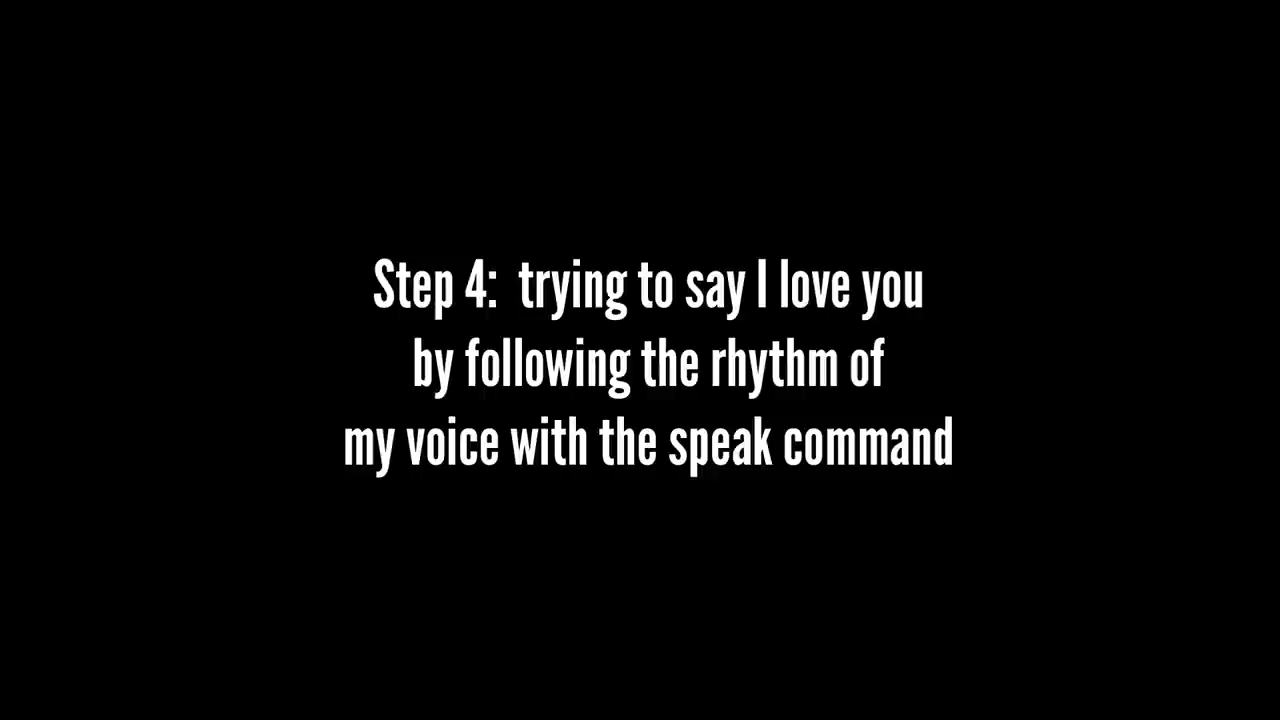 Step 4:  trying to say I love you
by following the rhythm of
my voice with the speak command